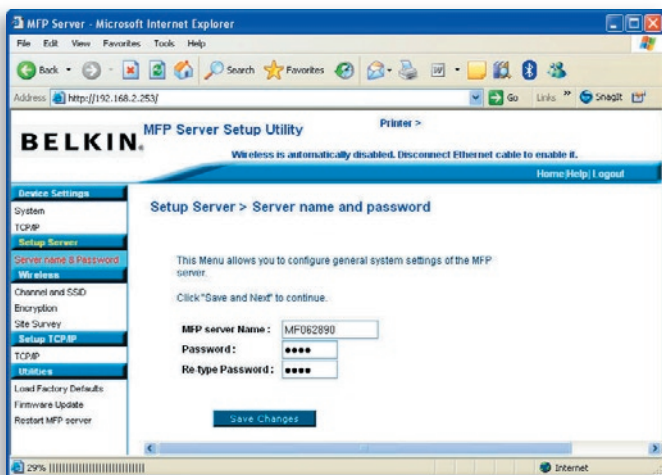 MFP Server - Microsoft Internet Explorer
File Edit View Favorites Tools Help
Back Search Favorites
Address http://192.168.2.253/ Go Links » SnagIt
BELKIN.
MFP Server Setup Utility
Printer >
Wireless is automatically disabled. Disconnect Ethernet cable to enable it.
Home|Help| Logout
Device Settings
System
TCP/IP
Setup Server
Server name & Password
Wireless
Channel and SSID
Encryption
Site Survey
Setup TCP/IP
TCP/IP
Utilities
Load Factory Defaults
Firmware Update
Restart MFP server
Setup Server > Server name and password
This Menu allows you to configure general system settings of the MFP
server.
Click "Save and Next" to continue.
MFP server Name : MF062890
Password : ●●●●
Re-type Password : ●●●●
Save Changes
29% Internet